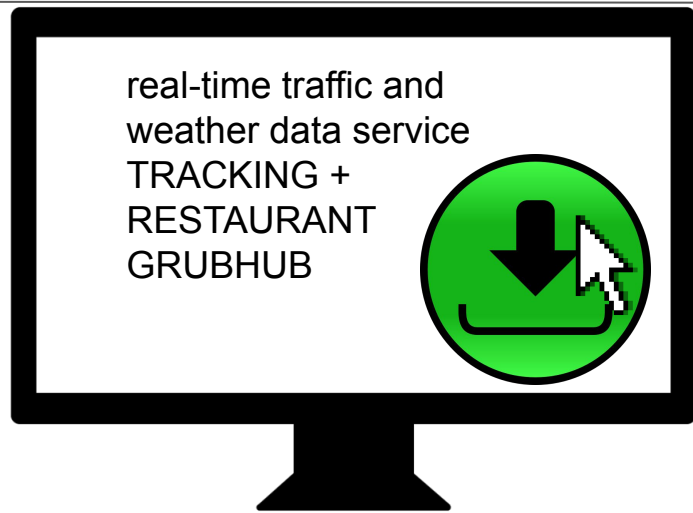 real-time traffic and
weather data service
TRACKING +
RESTAURANT
GRUBHUB